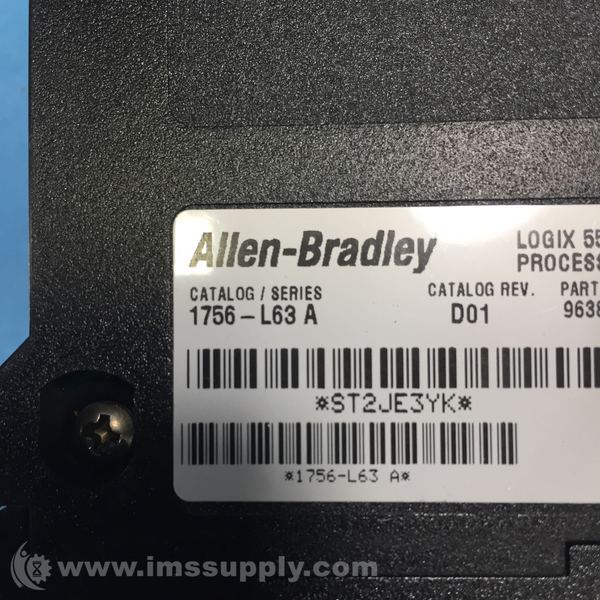 Allen-Bradley
LOGIX 55
PROCESS
CATALOG / SERIES
CATALOG REV.
PART
1756-L63 A
D01
9638
*ST2JE3YK*
*1756-L63 A*
www.imssupply.com